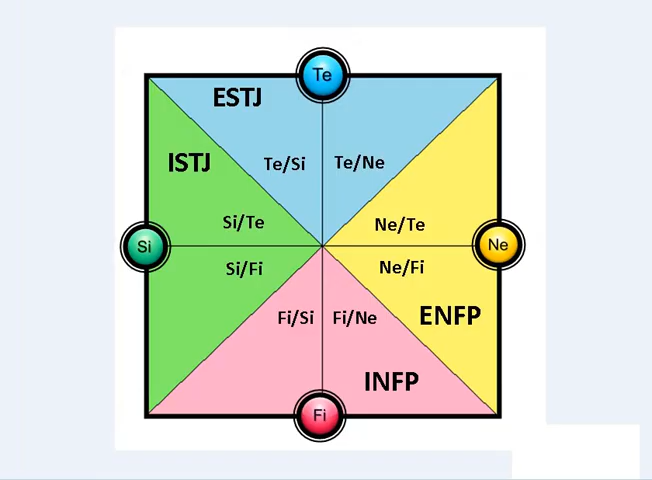 Te
ESTJ
ISTJ
Te/Si
Te/Ne
Si/Te
Ne/Te
Si
Ne
Si/Fi
Ne/Fi
Fi/Si
Fi/Ne
ENFP
INFP
Fi